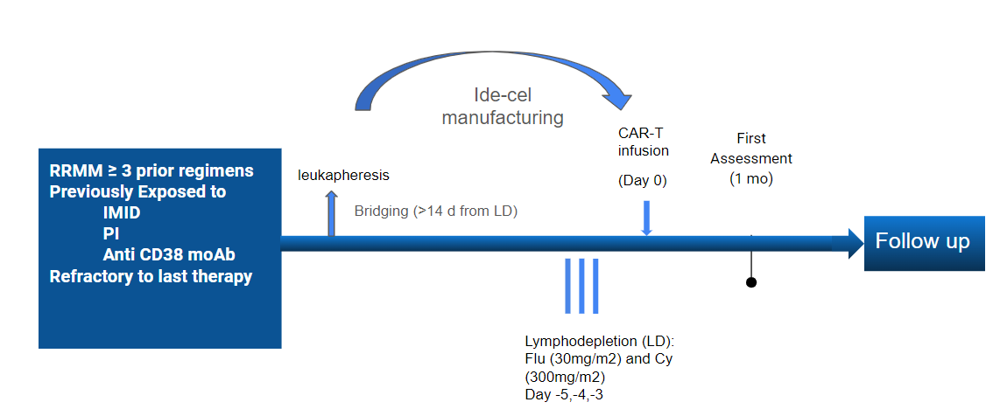 Ide-cel
manufacturing
CAR-T
infusion
(Day 0)
First
Assessment
(1 mo)
RRMM ≥ 3 prior regimens
Previously Exposed to
IMID
PI
Anti CD38 moAb
Refractory to last therapy
leukapheresis
Bridging (>14 d from LD)
Follow up
Lymphodepletion (LD):
Flu (30mg/m2) and Cy
(300mg/m2)
Day -5,-4,-3